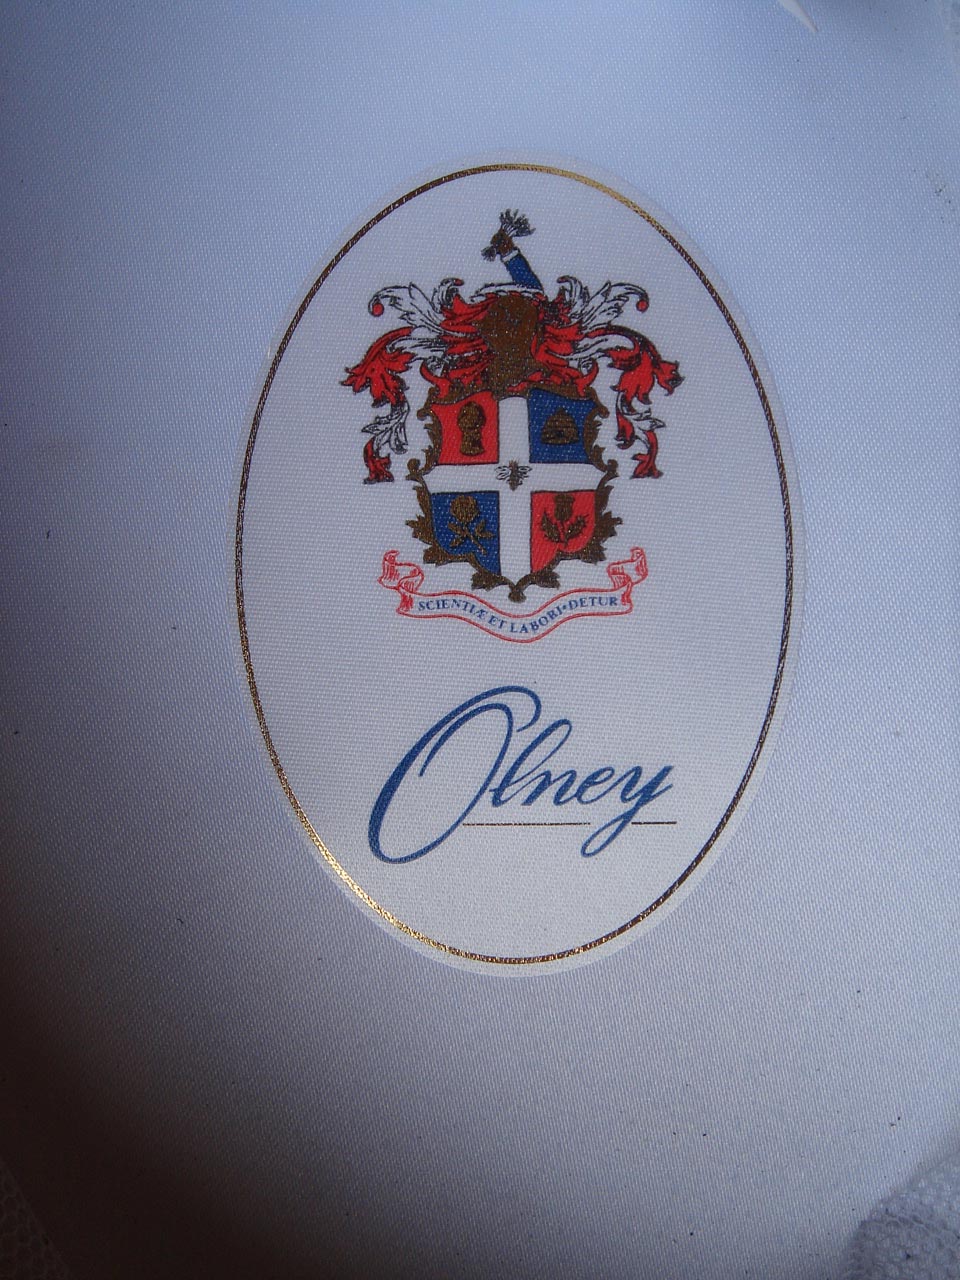 SCIENTIÆ ET LABORI • DETUR
Olney